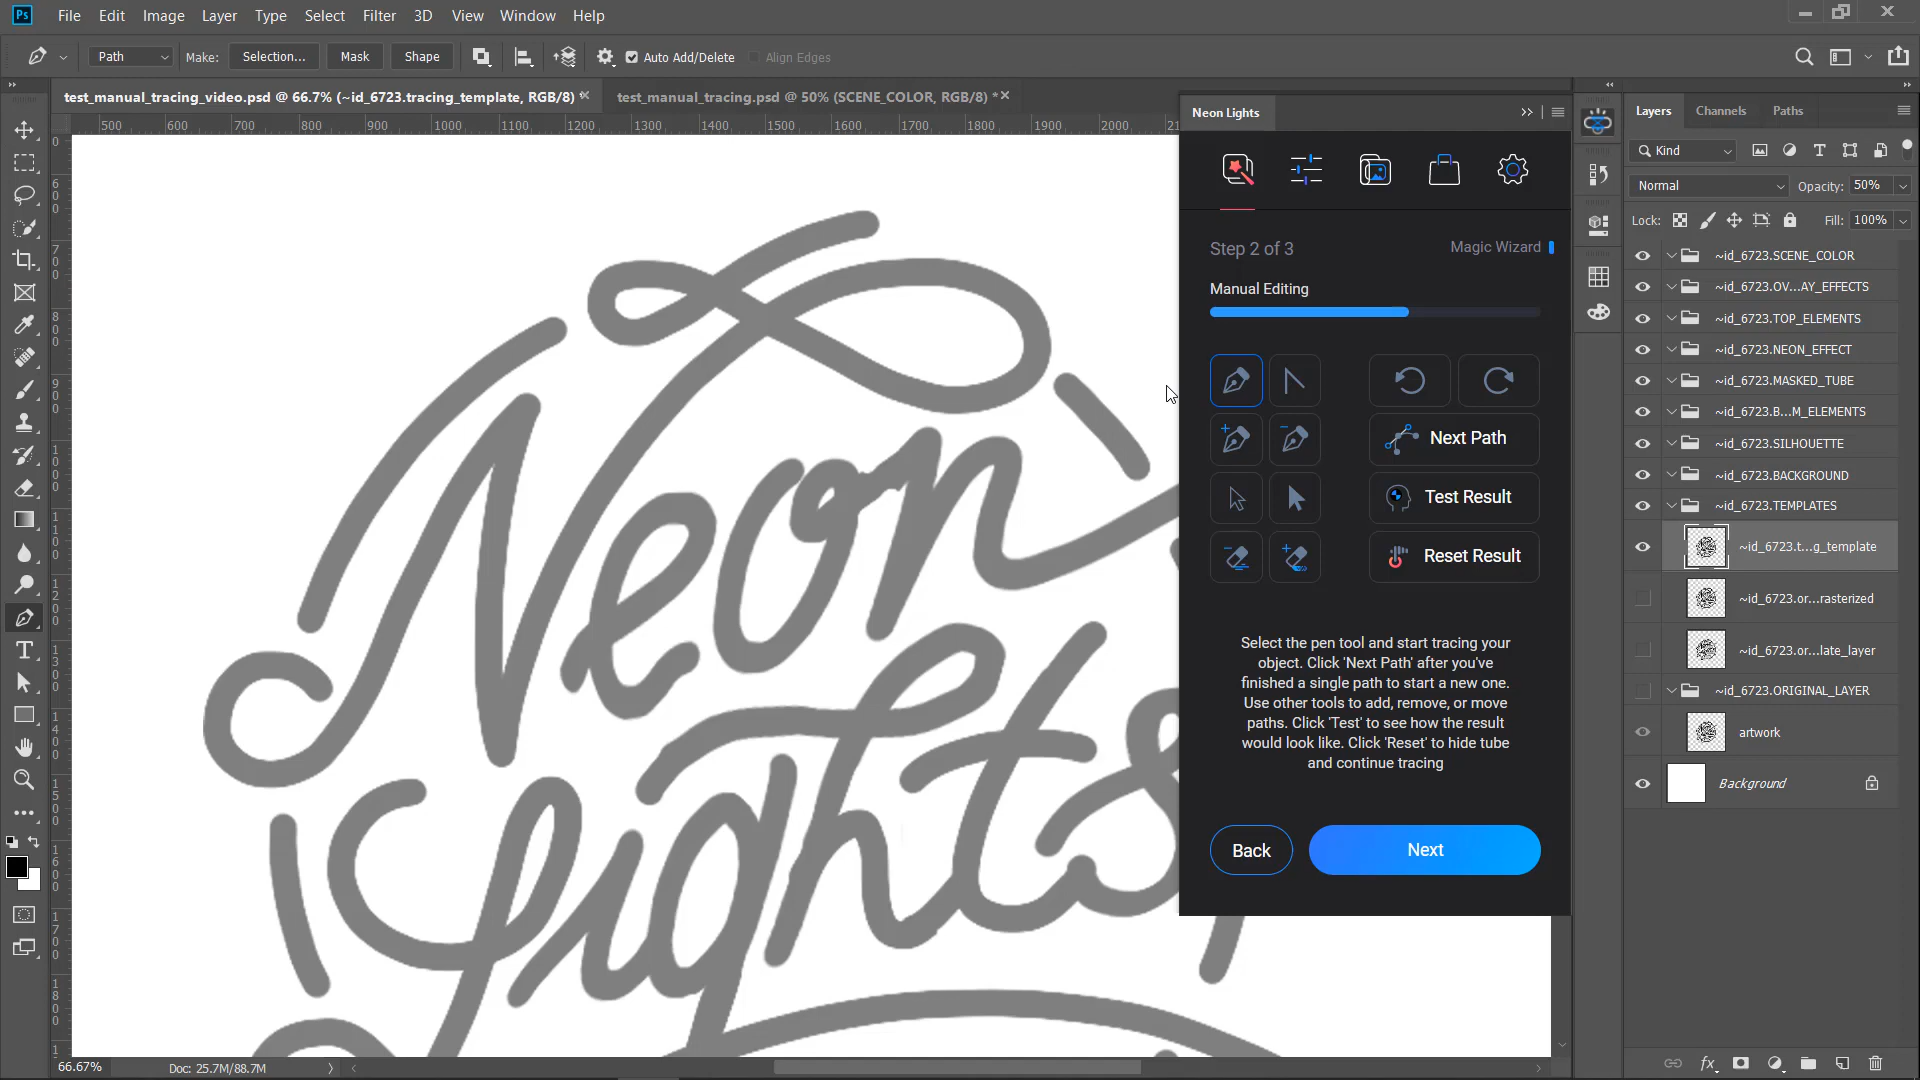 Ps File Edit Image Layer Type Select Filter 3D View Window Help
Path Make: Selection... Mask Shape Auto Add/Delete Align Edges
test_manual_tracing_video.psd @ 66.7% (~id_6723.tracing_template, RGB/8) *
test_manual_tracing.psd @ 50% (SCENE_COLOR, RGB/8) *
500 600 700 800 900 1000 1100 1200 1300 1400 1500 1600 1700 1800 1900 2000
Neon
Lights
Neon Lights
Step 2 of 3
Magic Wizard
Manual Editing
Next Path
Test Result
Reset Result
Select the pen tool and start tracing your
object. Click 'Next Path' after you've
finished a single path to start a new one.
Use other tools to add, remove, or move
paths. Click 'Test' to see how the result
would look like. Click 'Reset' to hide tube
and continue tracing
Back
Next
Layers Channels Paths
Kind
Normal Opacity: 50%
Lock: Fill: 100%
~id_6723.SCENE_COLOR
~id_6723.OV...AY_EFFECTS
~id_6723.TOP_ELEMENTS
~id_6723.NEON_EFFECT
~id_6723.MASKED_TUBE
~id_6723.B...M_ELEMENTS
~id_6723.SILHOUETTE
~id_6723.BACKGROUND
~id_6723.TEMPLATES
~id_6723.t...g_template
~id_6723.or...rasterized
~id_6723.or...late_layer
~id_6723.ORIGINAL_LAYER
artwork
Background
66.67% Doc: 25.7M/88.7M